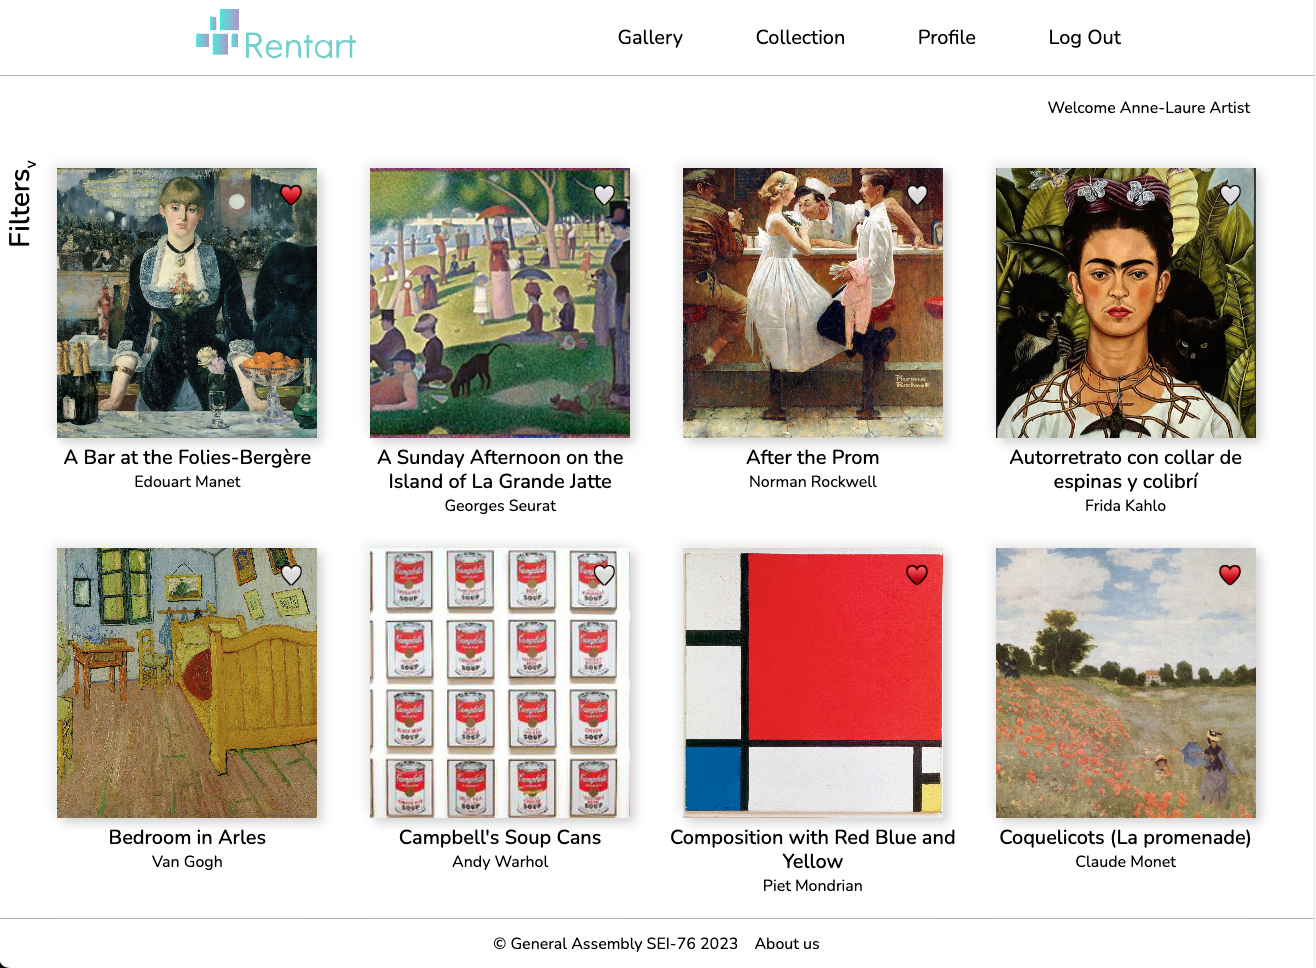 Rentart
Gallery
Collection
Profile
Log Out
Welcome Anne-Laure Artist
Filters
v
Norman
Rockwell
A Bar at the Folies-Bergère
Edouart Manet
A Sunday Afternoon on the
Island of La Grande Jatte
Georges Seurat
After the Prom
Norman Rockwell
Autorretrato con collar de
espinas y colibrí
Frida Kahlo
Bedroom in Arles
Van Gogh
Campbell's Soup Cans
Andy Warhol
Composition with Red Blue and
Yellow
Piet Mondrian
Coquelicots (La promenade)
Claude Monet
© General Assembly SEI-76 2023
About us